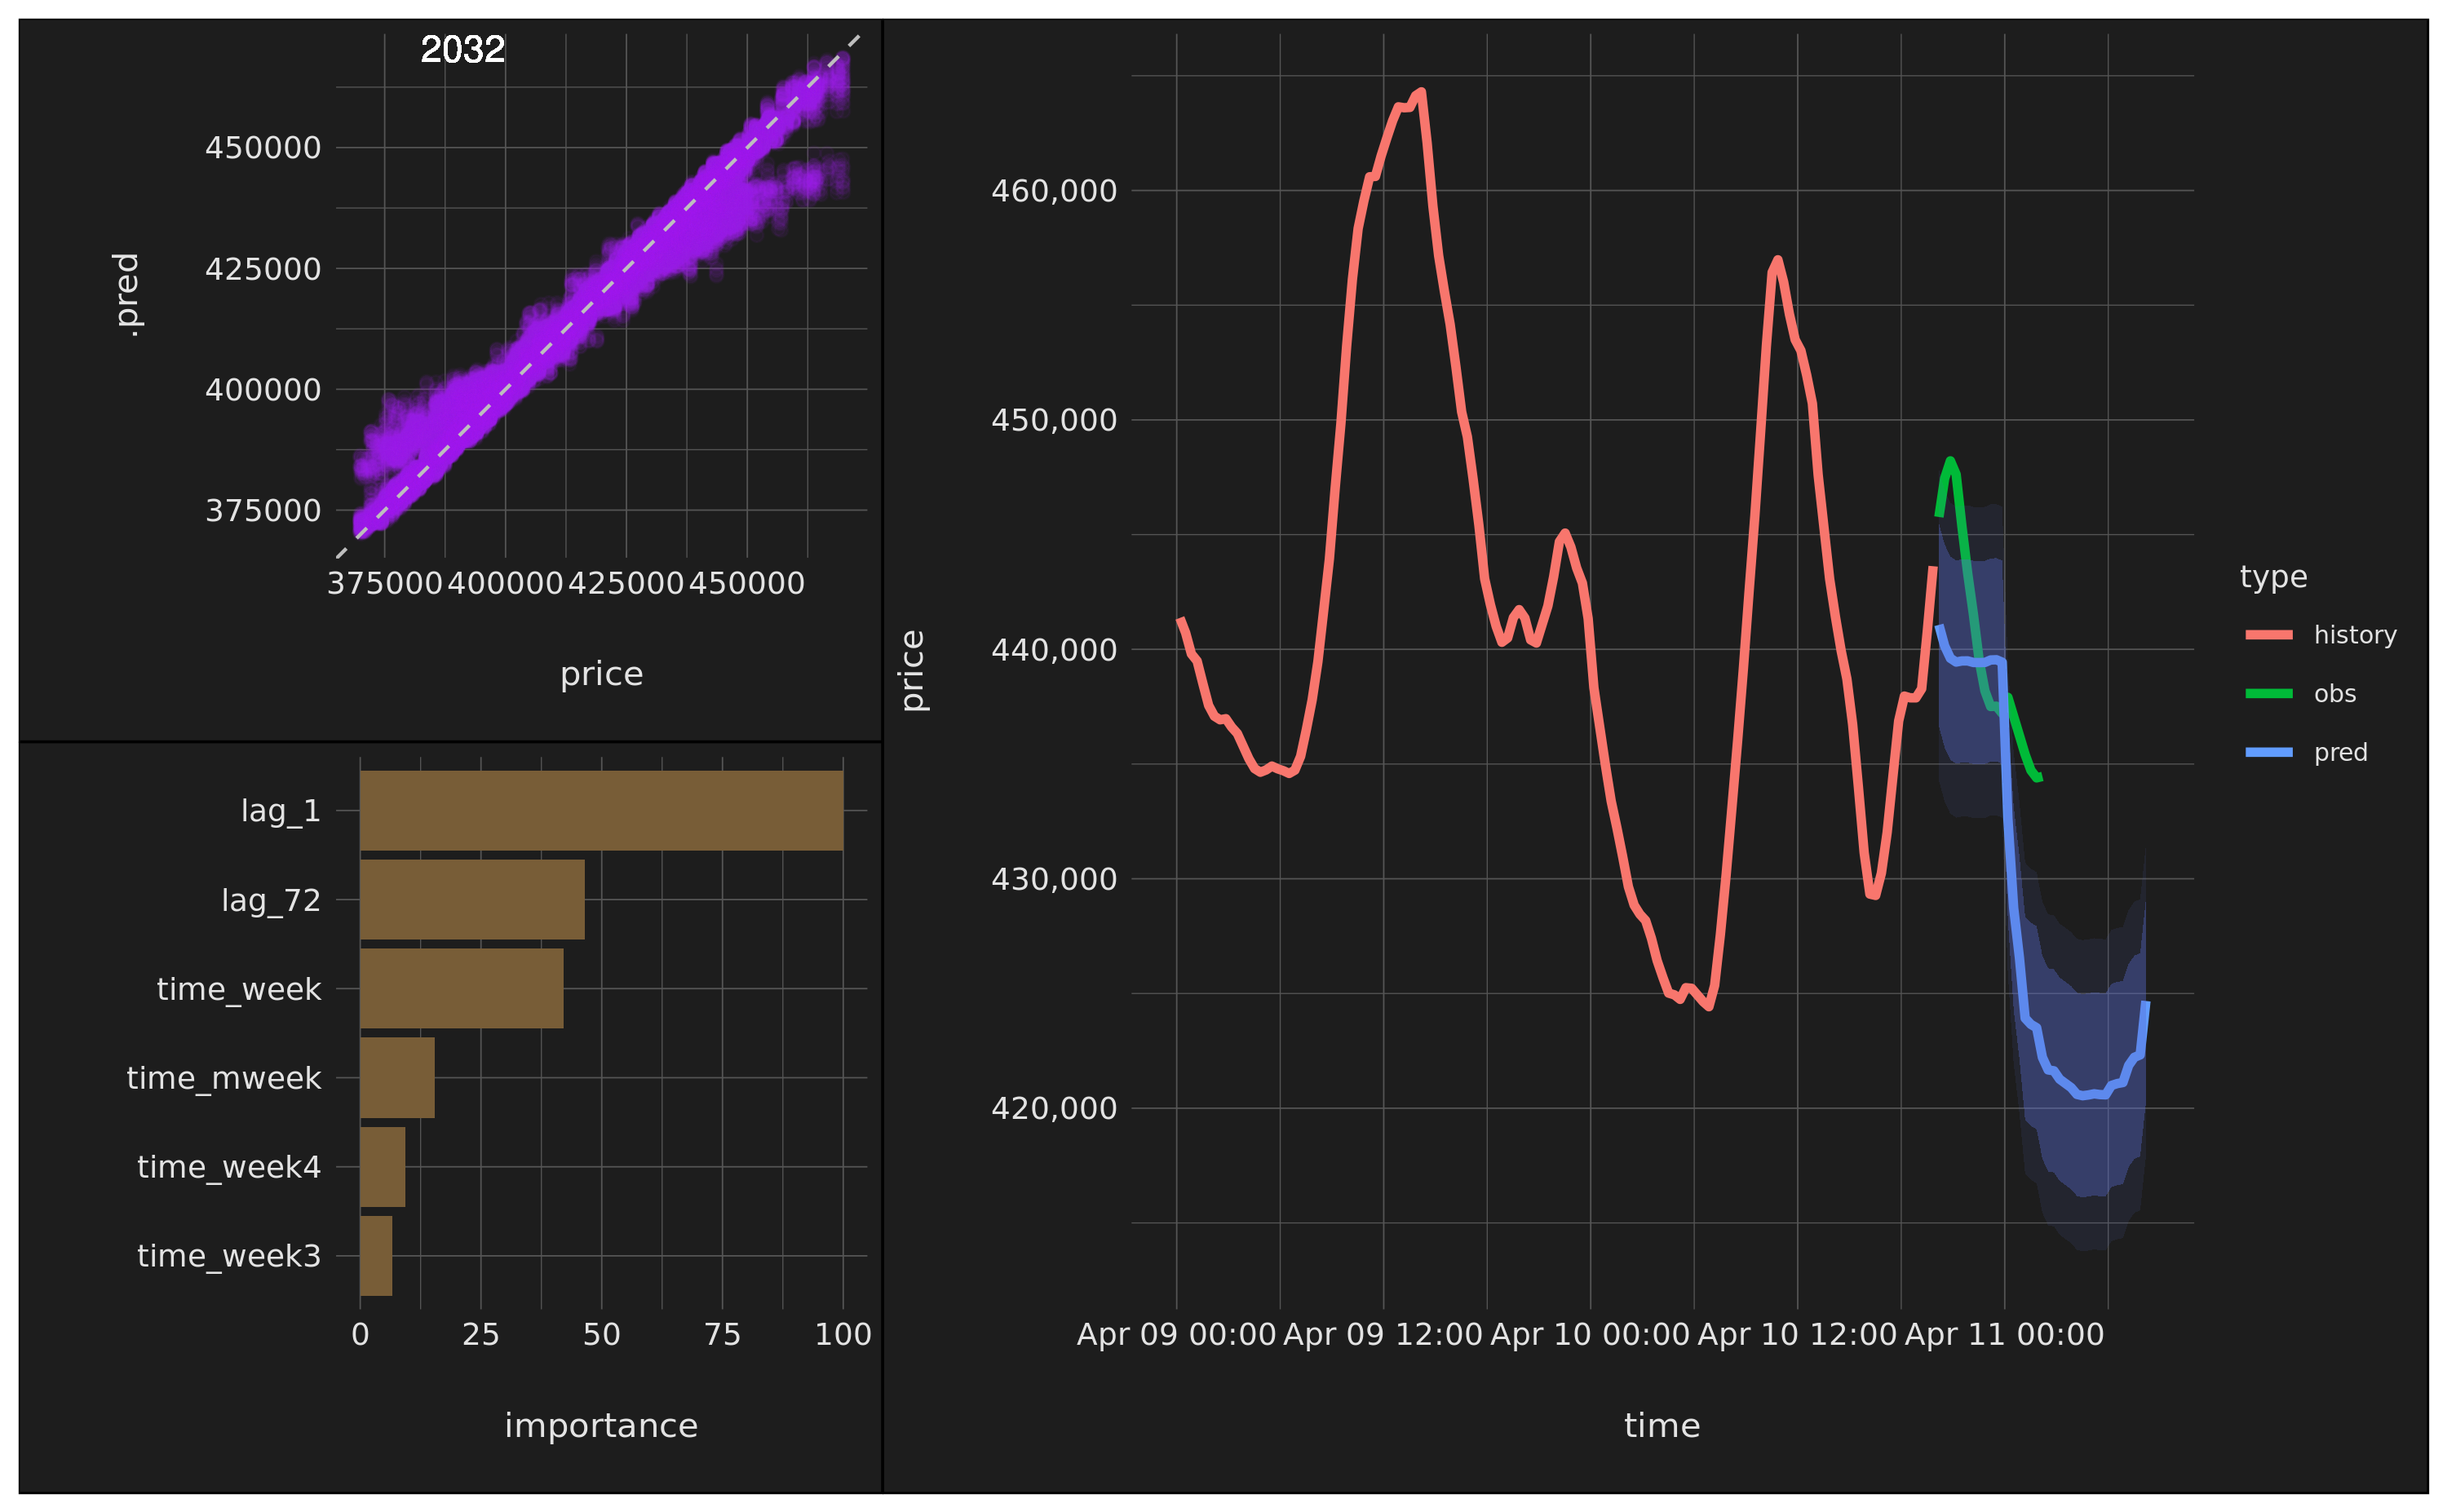 2032
450000
425000
400000
375000
.pred
375000 400000 425000 450000
price
lag_1
lag_72
time_week
time_mweek
time_week4
time_week3
0 25 50 75 100
importance
460,000
450,000
440,000
430,000
420,000
price
Apr 09 00:00 Apr 09 12:00 Apr 10 00:00 Apr 10 12:00 Apr 11 00:00
time
type
history
obs
pred